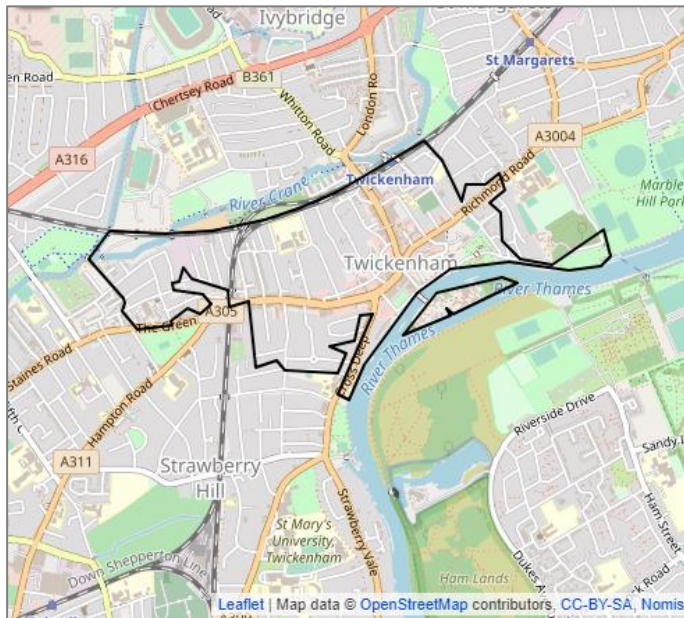 Ivybridge
St Margarets
B361
Chertsey Road
London Ro
Whitton Road
A3004
A316
Richmond Road
Twickenham
River Crane
Marble
Hill Park
Twickenham
River Thames
The Green
A305
River Thames
Cross Deep
Staines Road
Hampton Road
Riverside Drive
Sandy L
A311
Strawberry
Hill
Ham Street
St Mary's
University,
Twickenham
Strawberry Vale
Down Shepperton Line
Ham Lands
Dukes Av
ck Road
Leaflet | Map data © OpenStreetMap contributors, CC-BY-SA, Nomis